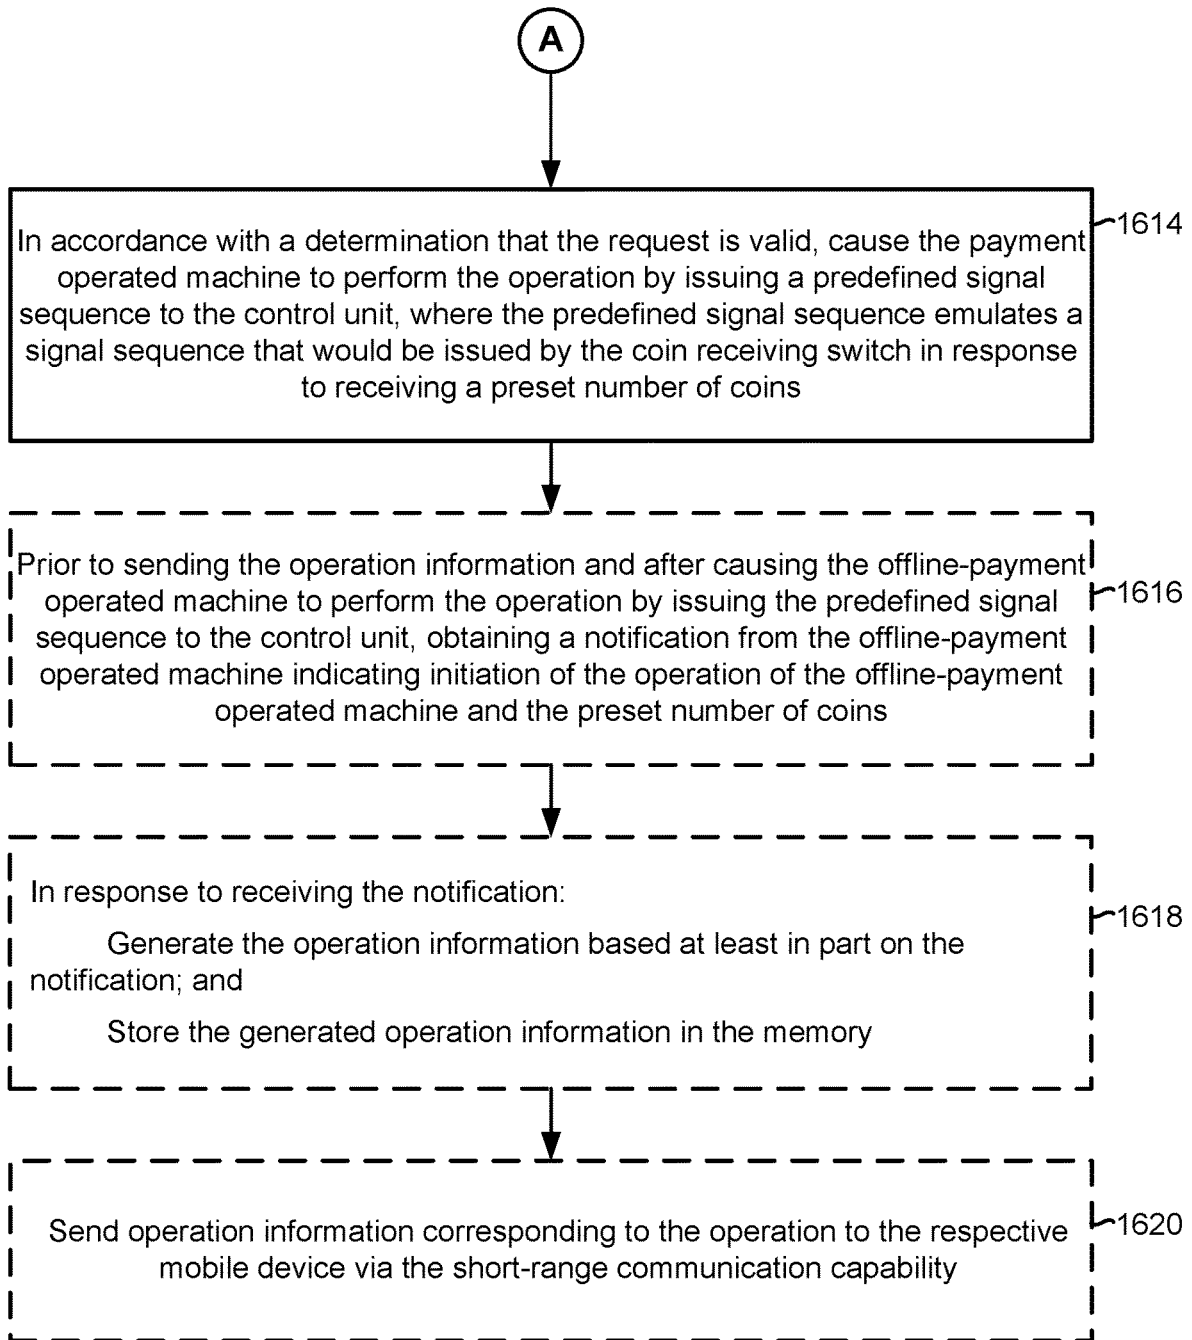 A
In accordance with a determination that the request is valid, cause the payment
operated machine to perform the operation by issuing a predefined signal
sequence to the control unit, where the predefined signal sequence emulates a
signal sequence that would be issued by the coin receiving switch in response
to receiving a preset number of coins
1614
Prior to sending the operation information and after causing the offline-payment
operated machine to perform the operation by issuing the predefined signal
sequence to the control unit, obtaining a notification from the offline-payment
operated machine indicating initiation of the operation of the offline-payment
operated machine and the preset number of coins
1616
In response to receiving the notification:
Generate the operation information based at least in part on the
notification; and
Store the generated operation information in the memory
1618
Send operation information corresponding to the operation to the respective
mobile device via the short-range communication capability
1620